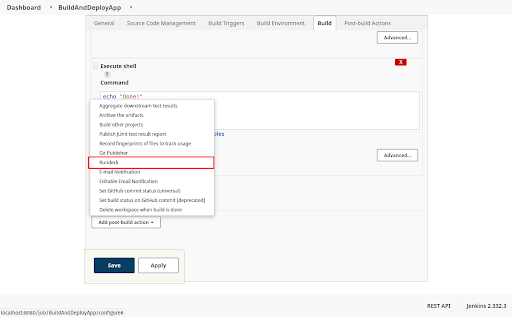 Dashboard
BuildAndDeployApp
General
Source Code Management
Build Triggers
Build Environment
Build
Post-build Actions
Advanced...
Execute shell
X
?
Command
echo "Done!"
Aggregate downstream test results
Archive the artifacts
Build other projects
Publish JUnit test result report
Record fingerprints of files to track usage
Git Publisher
Rundeck
E-mail Notification
Editable Email Notification
Set GitHub commit status (universal)
Set build status on GitHub commit [deprecated]
Delete workspace when build is done
Advanced...
Add post-build action
Save
Apply
REST API
Jenkins 2.332.3
localhost:8080/job/BuildAndDeployApp/configure#